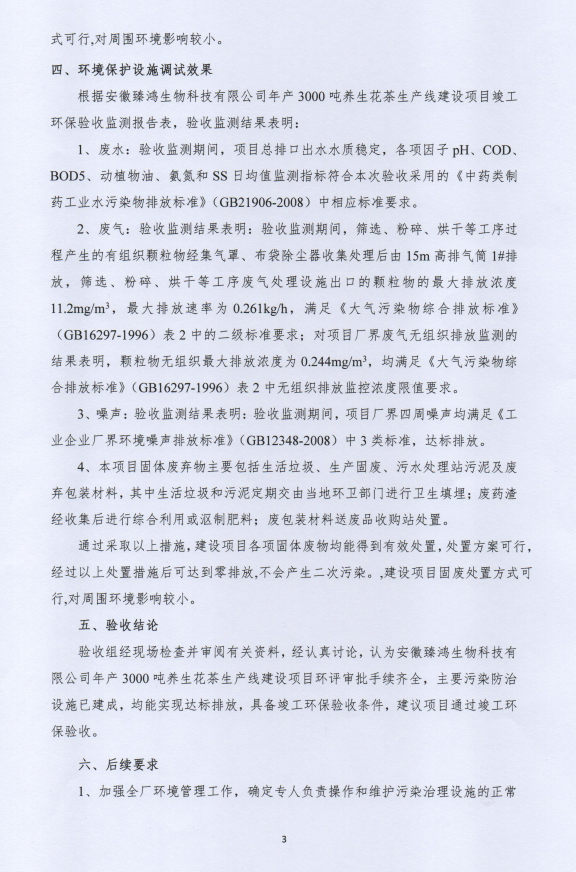 式可行,对周围环境影响较小。
四、环境保护设施调试效果
根据安徽臻鸿生物科技有限公司年产 3000 吨养生花茶生产线建设项目竣工
环保验收监测报告表，验收监测结果表明：
1、废水：验收监测期间，项目总排口出水水质稳定，各项因子 pH、COD、
BOD5、动植物油、氨氮和 SS 日均值监测指标符合本次验收采用的《中药类制
药工业水污染物排放标准》（GB21906-2008）中相应标准要求。
2、废气：验收监测结果表明：验收监测期间，筛选、粉碎、烘干等工序过
程产生的有组织颗粒物经集气罩、布袋除尘器收集处理后由 15m 高排气筒 1#排
放，筛选、粉碎、烘干等工序废气处理设施出口的颗粒物的最大排放浓度
11.2mg/m³，最大排放速率为 0.261kg/h，满足《大气污染物综合排放标准》
（GB16297-1996）表 2 中的二级标准要求；对项目厂界废气无组织排放监测的
结果表明，颗粒物无组织最大排放浓度为 0.244mg/m³，均满足《大气污染物综
合排放标准》（GB16297-1996）表 2 中无组织排放监控浓度限值要求。
3、噪声：验收监测结果表明：验收监测期间，项目厂界四周噪声均满足《工
业企业厂界环境噪声排放标准》（GB12348-2008）中 3 类标准，达标排放。
4、本项目固体废弃物主要包括生活垃圾、生产固废、污水处理站污泥及废
弃包装材料，其中生活垃圾和污泥定期交由当地环卫部门进行卫生填埋；废药渣
经收集后进行综合利用或沤制肥料；废包装材料送废品收购站处置。
通过采取以上措施,建设项目各项固体废物均能得到有效处置,处置方案可行,
经过以上处置措施后可达到零排放,不会产生二次污染。,建设项目固废处置方式可
行,对周围环境影响较小。
五、验收结论
验收组经现场检查并审阅有关资料，经认真讨论，认为安徽臻鸿生物科技有
限公司年产 3000 吨养生花茶生产线建设项目环评审批手续齐全，主要污染防治
设施已建成，均能实现达标排放，具备竣工环保验收条件，建议项目通过竣工环
保验收。
六、后续要求
1、加强全厂环境管理工作，确定专人负责操作和维护污染治理设施的正常
3